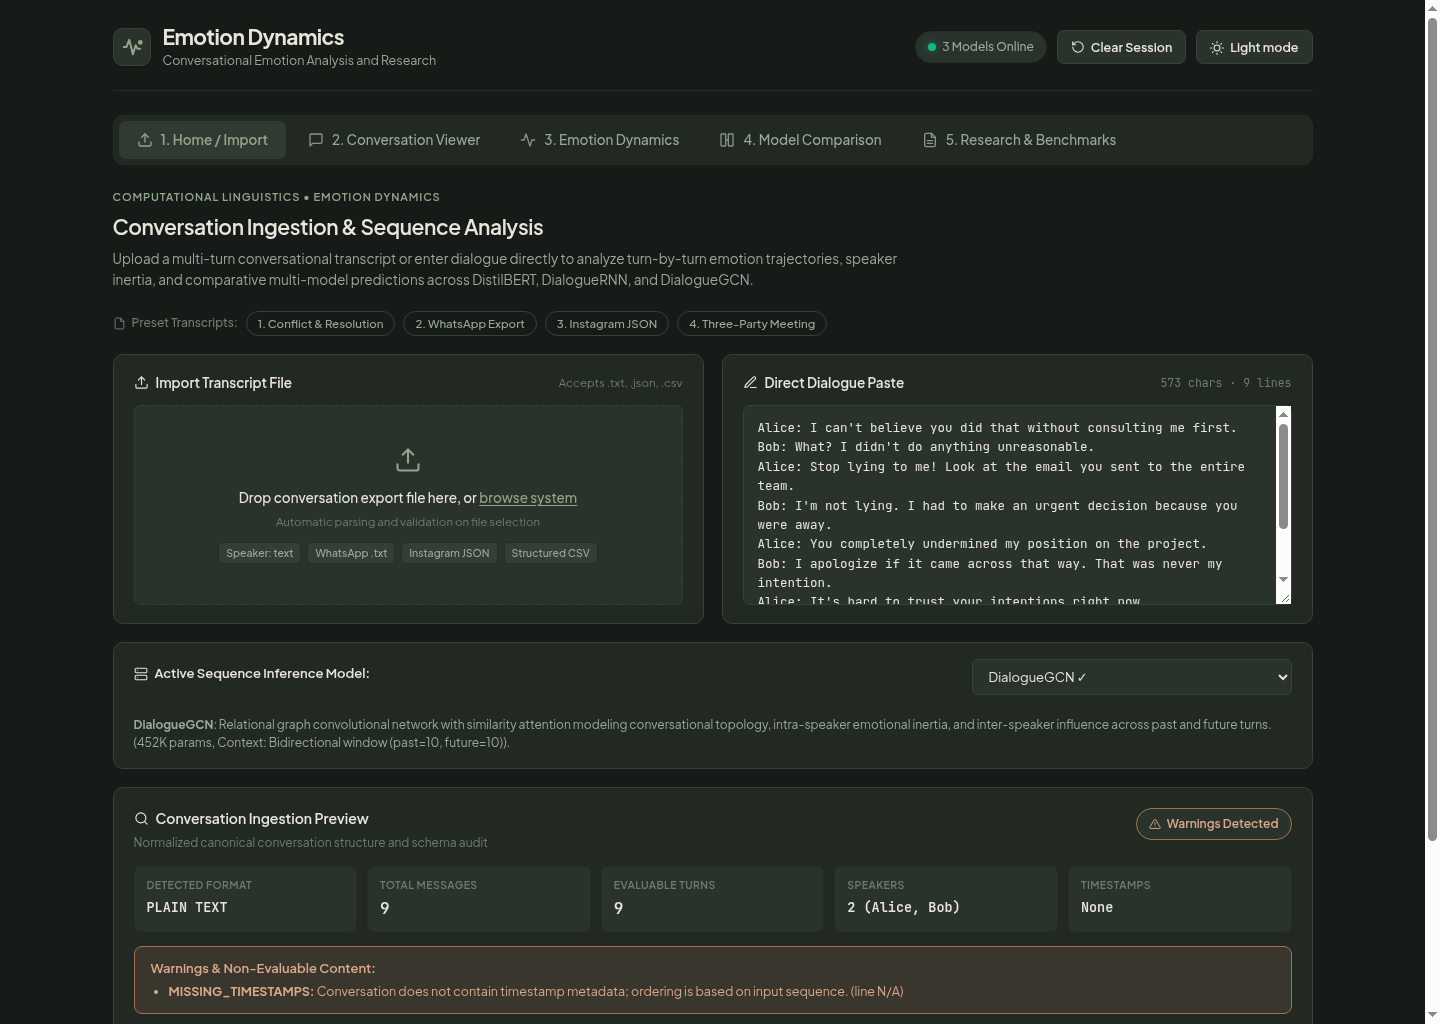 Emotion Dynamics
Conversational Emotion Analysis and Research
3 Models Online
Clear Session
Light mode
1. Home / Import
2. Conversation Viewer
3. Emotion Dynamics
4. Model Comparison
5. Research & Benchmarks
COMPUTATIONAL LINGUISTICS • EMOTION DYNAMICS
Conversation Ingestion & Sequence Analysis
Upload a multi-turn conversational transcript or enter dialogue directly to analyze turn-by-turn emotion trajectories, speaker
inertia, and comparative multi-model predictions across DistilBERT, DialogueRNN, and DialogueGCN.
Preset Transcripts:
1. Conflict & Resolution
2. WhatsApp Export
3. Instagram JSON
4. Three-Party Meeting
Import Transcript File
Accepts .txt, .json, .csv
Drop conversation export file here, or browse system
Automatic parsing and validation on file selection
Speaker: text
WhatsApp .txt
Instagram JSON
Structured CSV
Direct Dialogue Paste
573 chars · 9 lines
Alice: I can't believe you did that without consulting me first.
Bob: What? I didn't do anything unreasonable.
Alice: Stop lying to me! Look at the email you sent to the entire
team.
Bob: I'm not lying. I had to make an urgent decision because you
were away.
Alice: You completely undermined my position on the project.
Bob: I apologize if it came across that way. That was never my
intention.
Alice: It's hard to trust your intentions right now
Active Sequence Inference Model:
DialogueGCN ✓
DialogueGCN: Relational graph convolutional network with similarity attention modeling conversational topology, intra-speaker emotional inertia, and inter-speaker influence across past and future turns.
(452K params, Context: Bidirectional window (past=10, future=10)).
Conversation Ingestion Preview
Normalized canonical conversation structure and schema audit
Warnings Detected
DETECTED FORMAT
PLAIN TEXT
TOTAL MESSAGES
9
EVALUABLE TURNS
9
SPEAKERS
2 (Alice, Bob)
TIMESTAMPS
None
Warnings & Non-Evaluable Content:
• MISSING_TIMESTAMPS: Conversation does not contain timestamp metadata; ordering is based on input sequence. (line N/A)